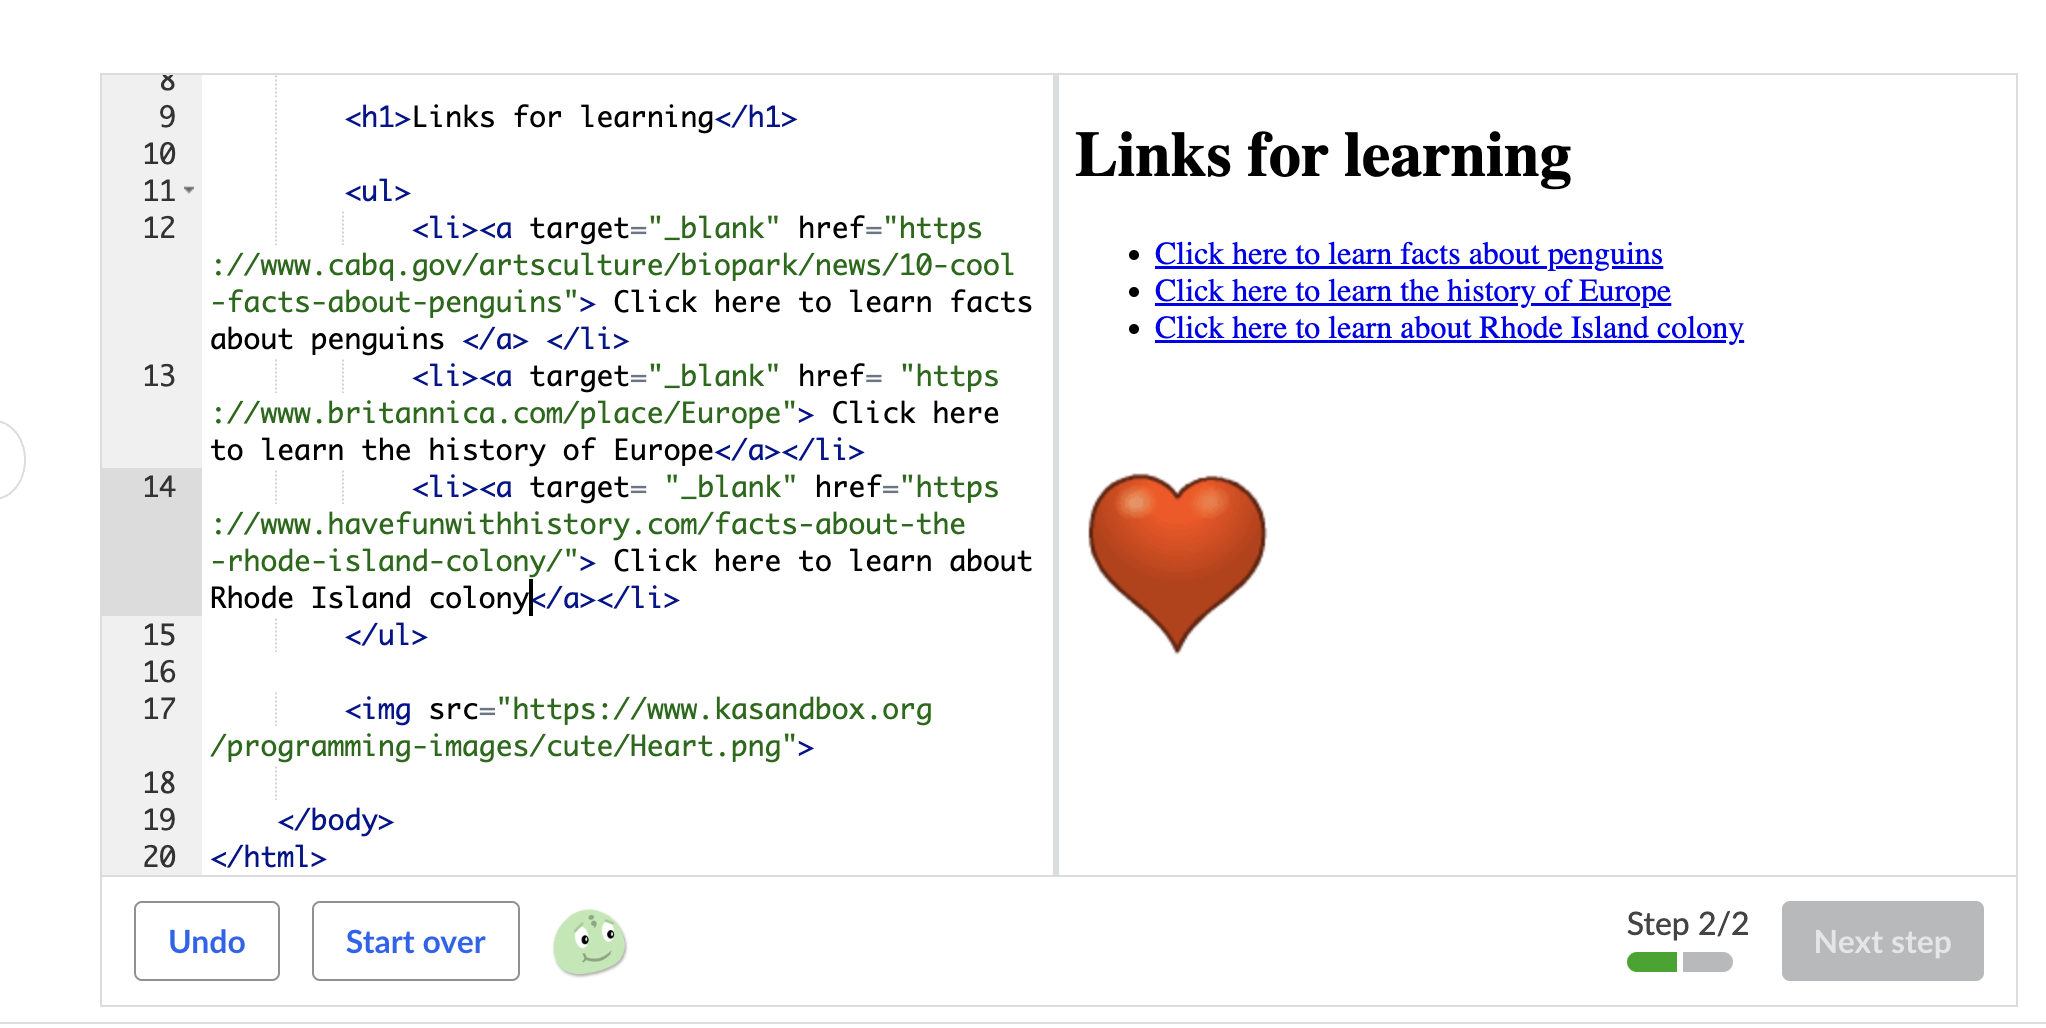 8
9 <h1>Links for learning</h1>
10
11 <ul>
12 <li><a target="_blank" href="https
://www.cabq.gov/artsculture/biopark/news/10-cool
-facts-about-penguins"> Click here to learn facts
about penguins </a> </li>
13 <li><a target="_blank" href= "https
://www.britannica.com/place/Europe"> Click here
to learn the history of Europe</a></li>
14 <li><a target= "_blank" href="https
://www.havefunwithhistory.com/facts-about-the
-rhode-island-colony/"> Click here to learn about
Rhode Island colony</a></li>
15 </ul>
16
17 <img src="https://www.kasandbox.org
/programming-images/cute/Heart.png">
18
19 </body>
20 </html>
Links for learning
• Click here to learn facts about penguins
• Click here to learn the history of Europe
• Click here to learn about Rhode Island colony
Undo
Start over
Step 2/2
Next step